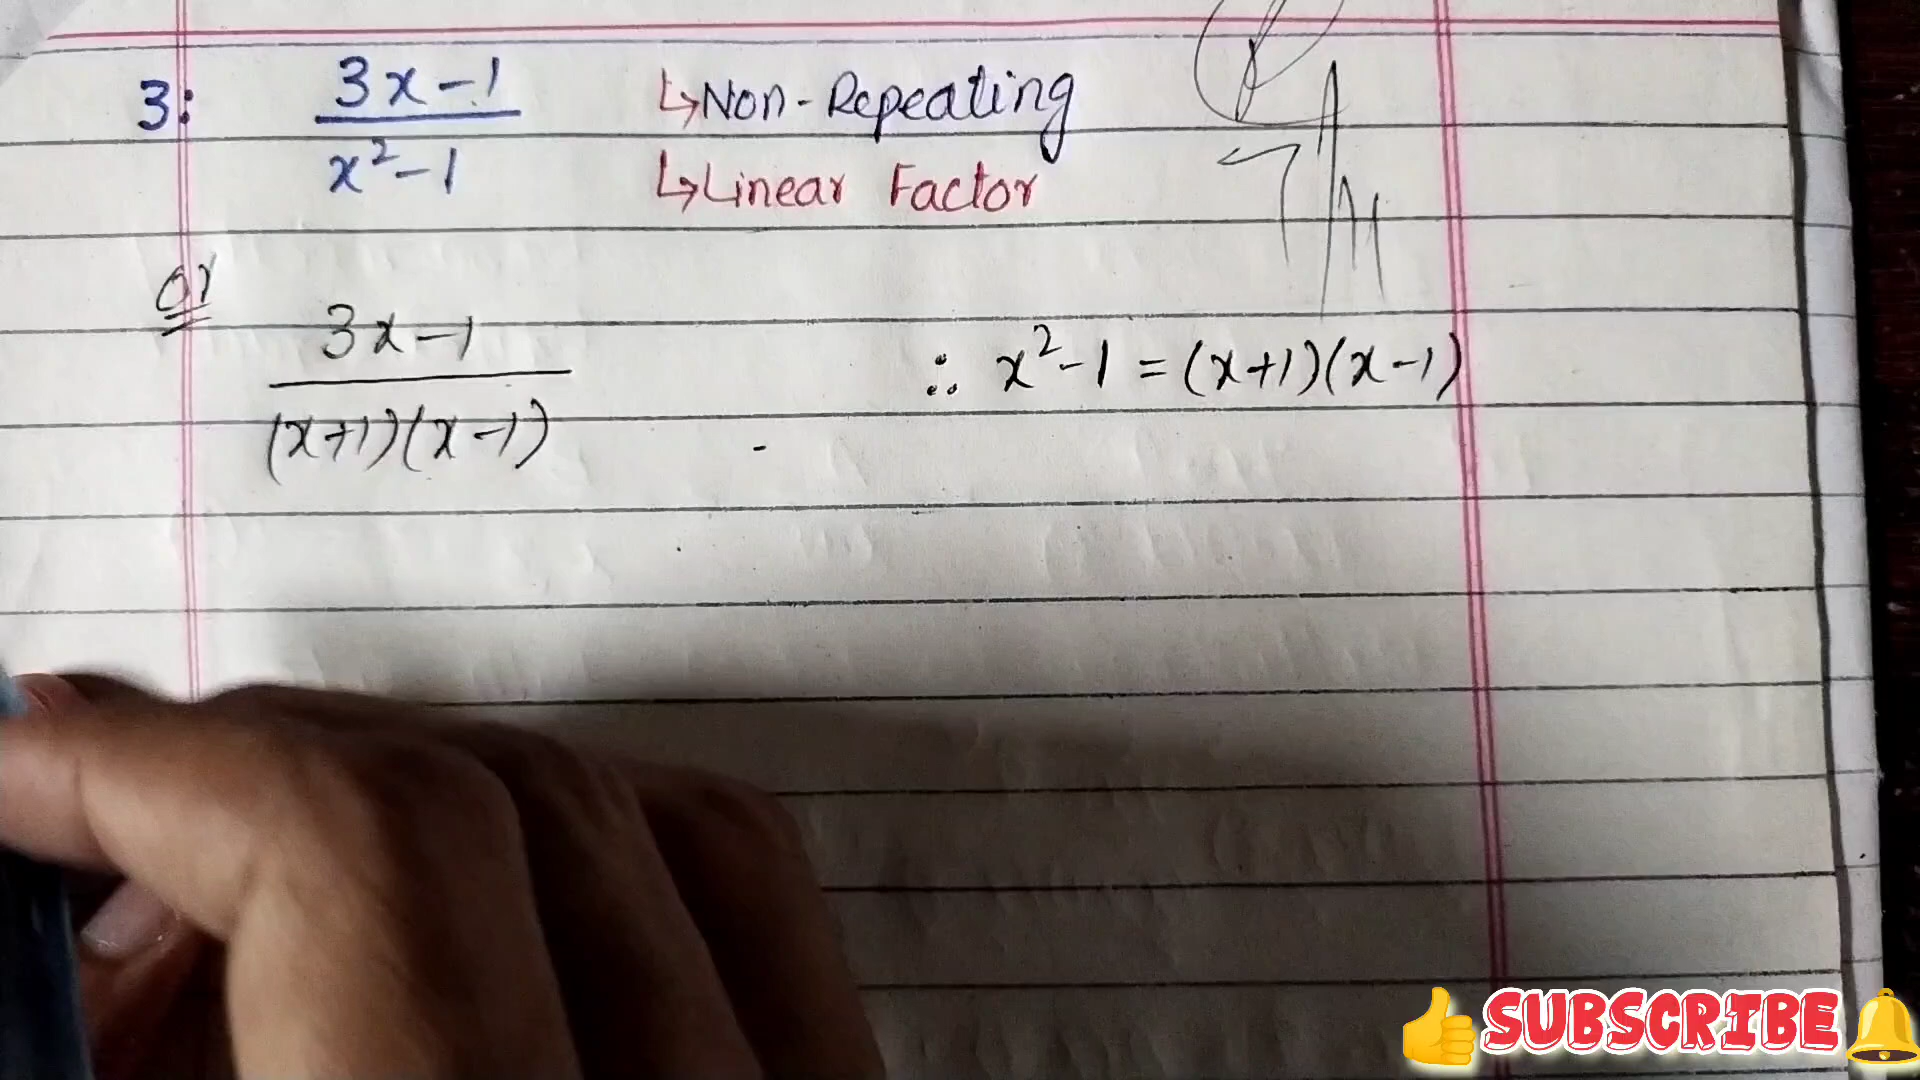 3: 3x-1 / x²-1
↳Non-Repeating
↳Linear Factor
or 3x-1 / (x+1)(x-1)
∴ x²-1 = (x+1)(x-1)
SUBSCRIBE